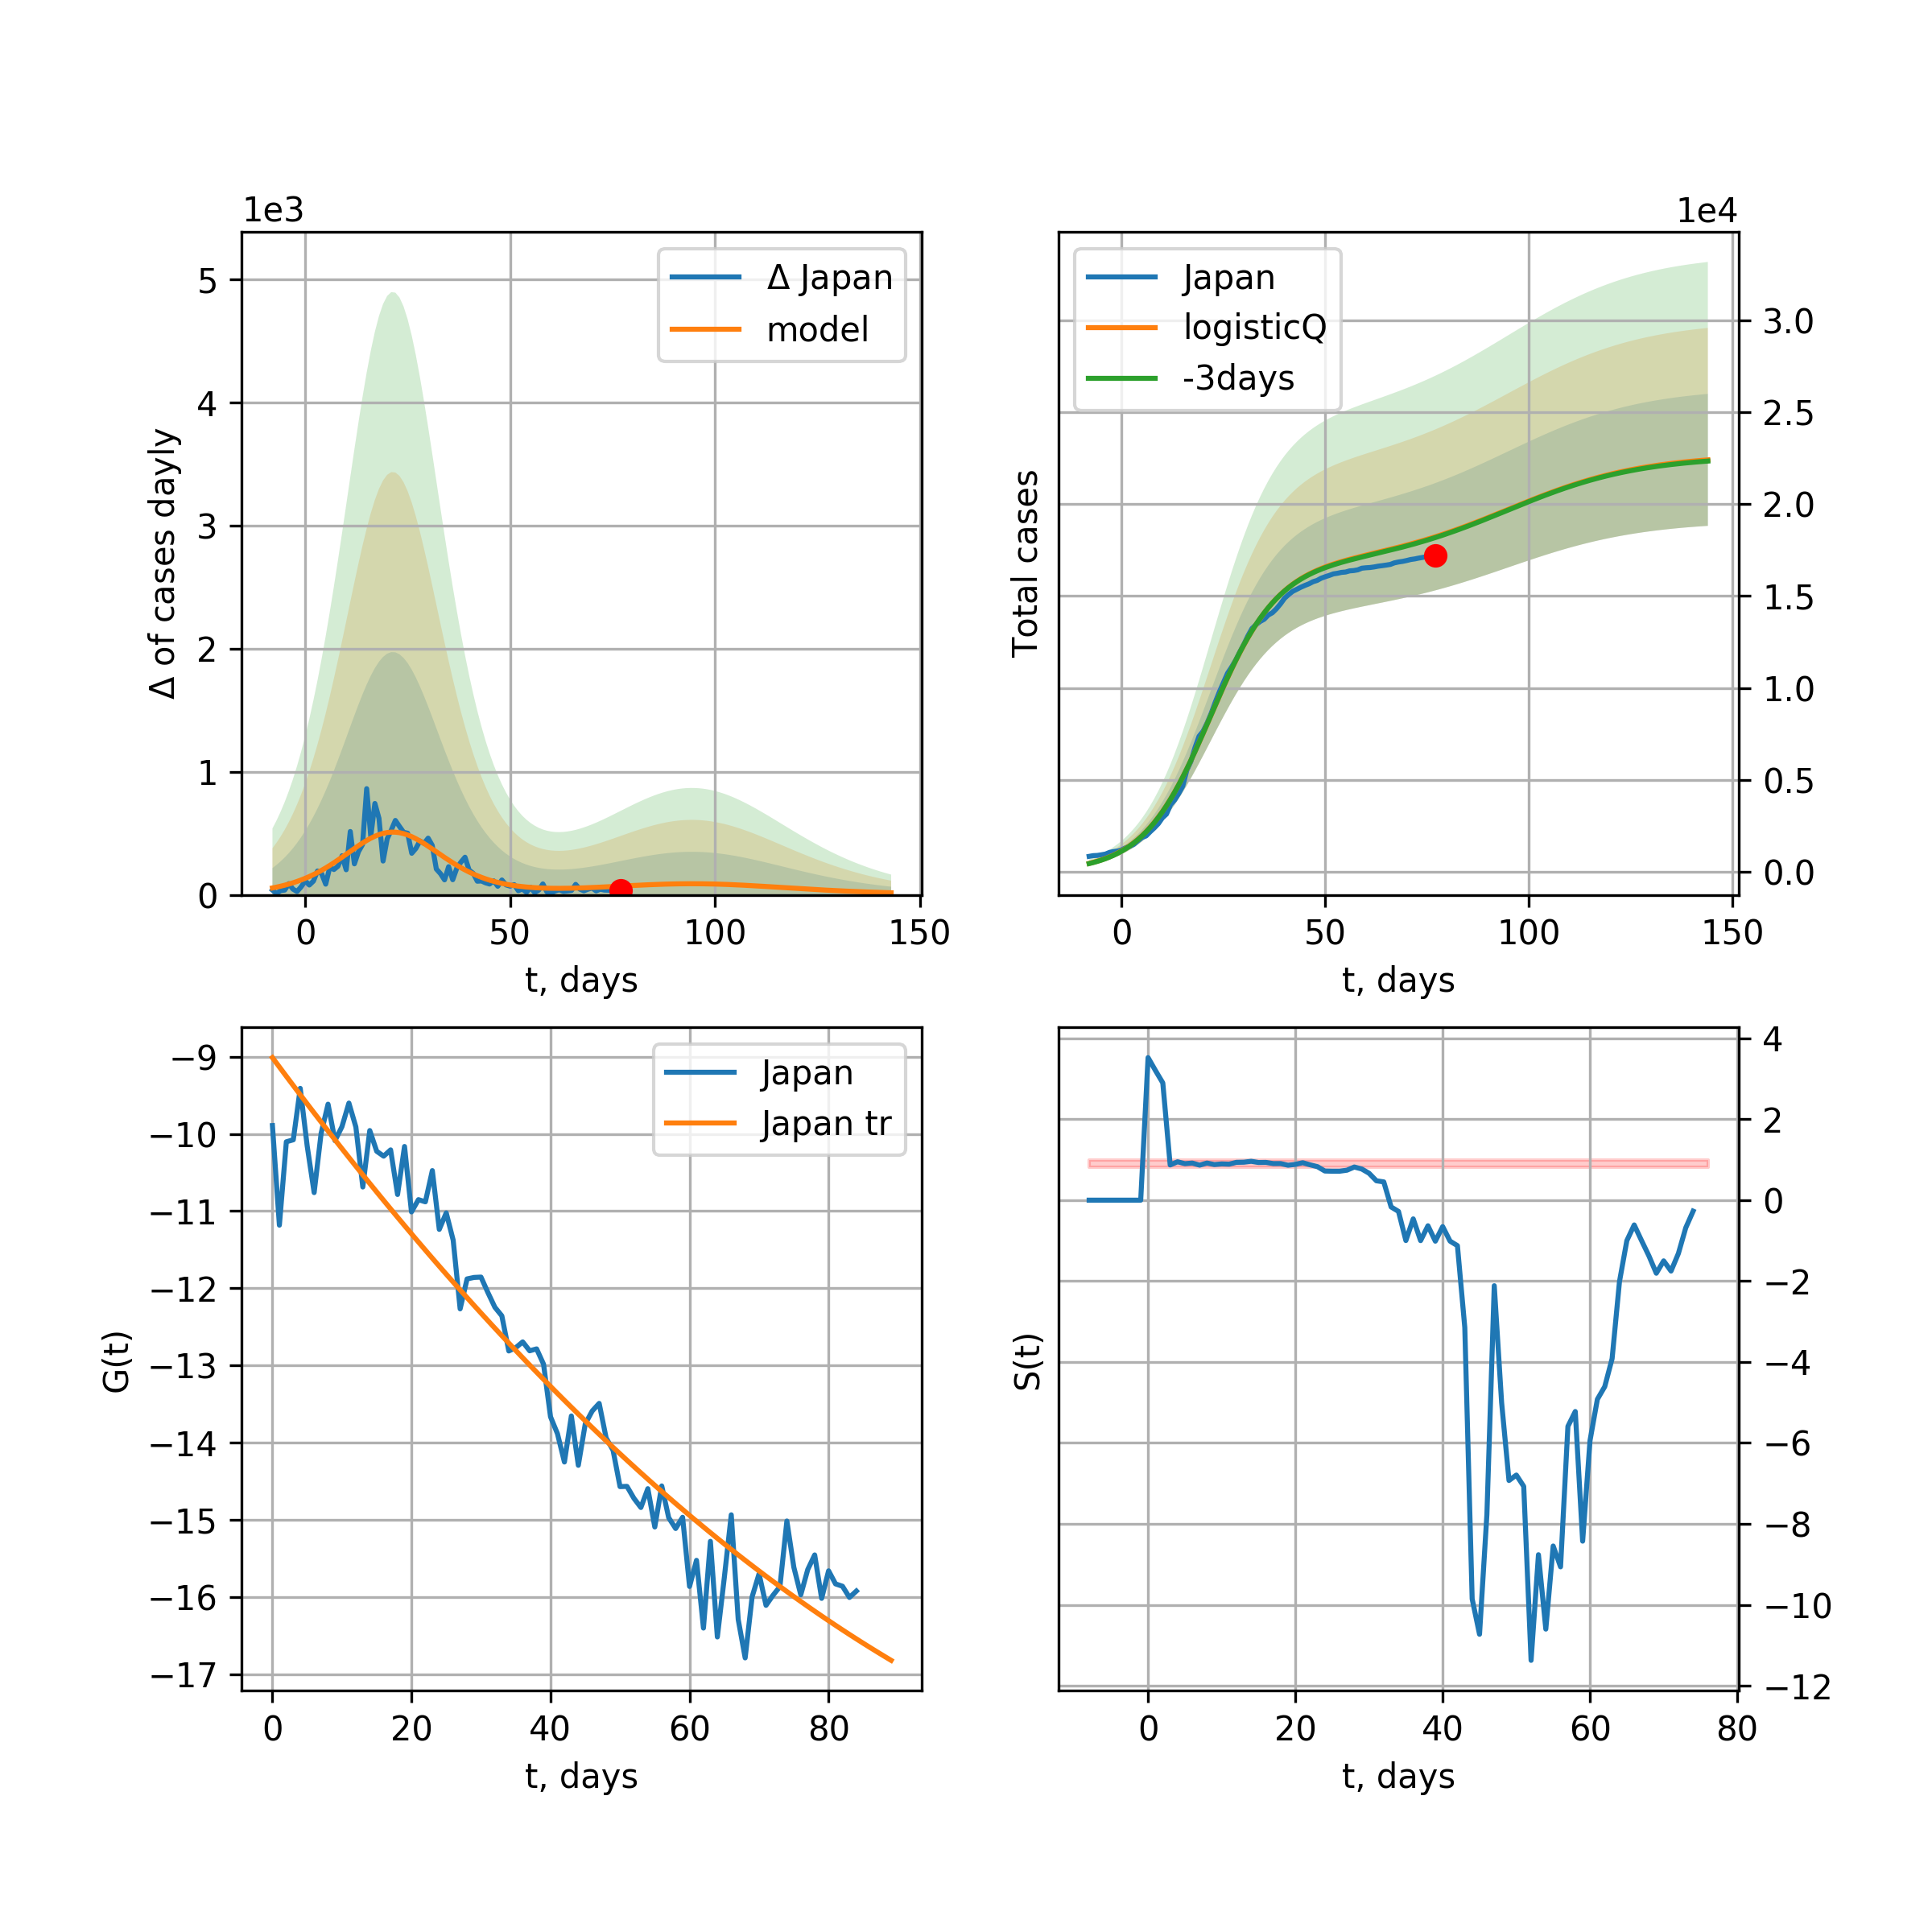 1e3
5
4
3
2
1
0
Δ of cases dayly
Δ Japan
model
0
50
100
150
t, days
1e4
Total cases
Japan
logisticQ
-3days
3.0
2.5
2.0
1.5
1.0
0.5
0.0
0
50
100
150
t, days
−9
−10
−11
−12
−13
−14
−15
−16
−17
G(t)
Japan
Japan tr
0
20
40
60
80
t, days
S(t)
4
2
0
−2
−4
−6
−8
−10
−12
0
20
40
60
80
t, days